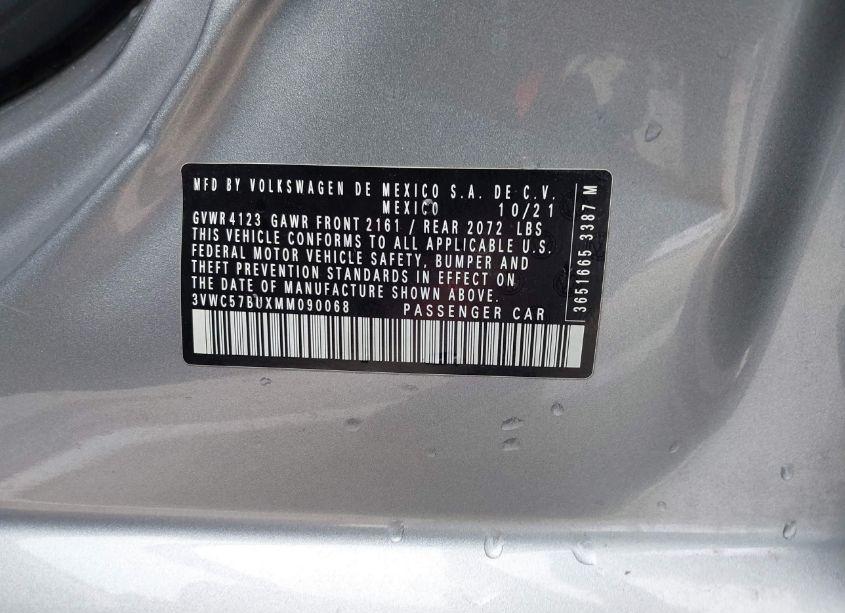 MFD BY VOLKSWAGEN DE MEXICO S.A. DE C.V.
MEXICO 10/21
GVWR 4123 GAWR FRONT 2161 / REAR 2072 LBS
THIS VEHICLE CONFORMS TO ALL APPLICABLE U.S.
FEDERAL MOTOR VEHICLE SAFETY, BUMPER AND
THEFT PREVENTION STANDARDS IN EFFECT ON
THE DATE OF MANUFACTURE SHOWN ABOVE.
3VWC57BUXMM090068 PASSENGER CAR
3651665 3387 M